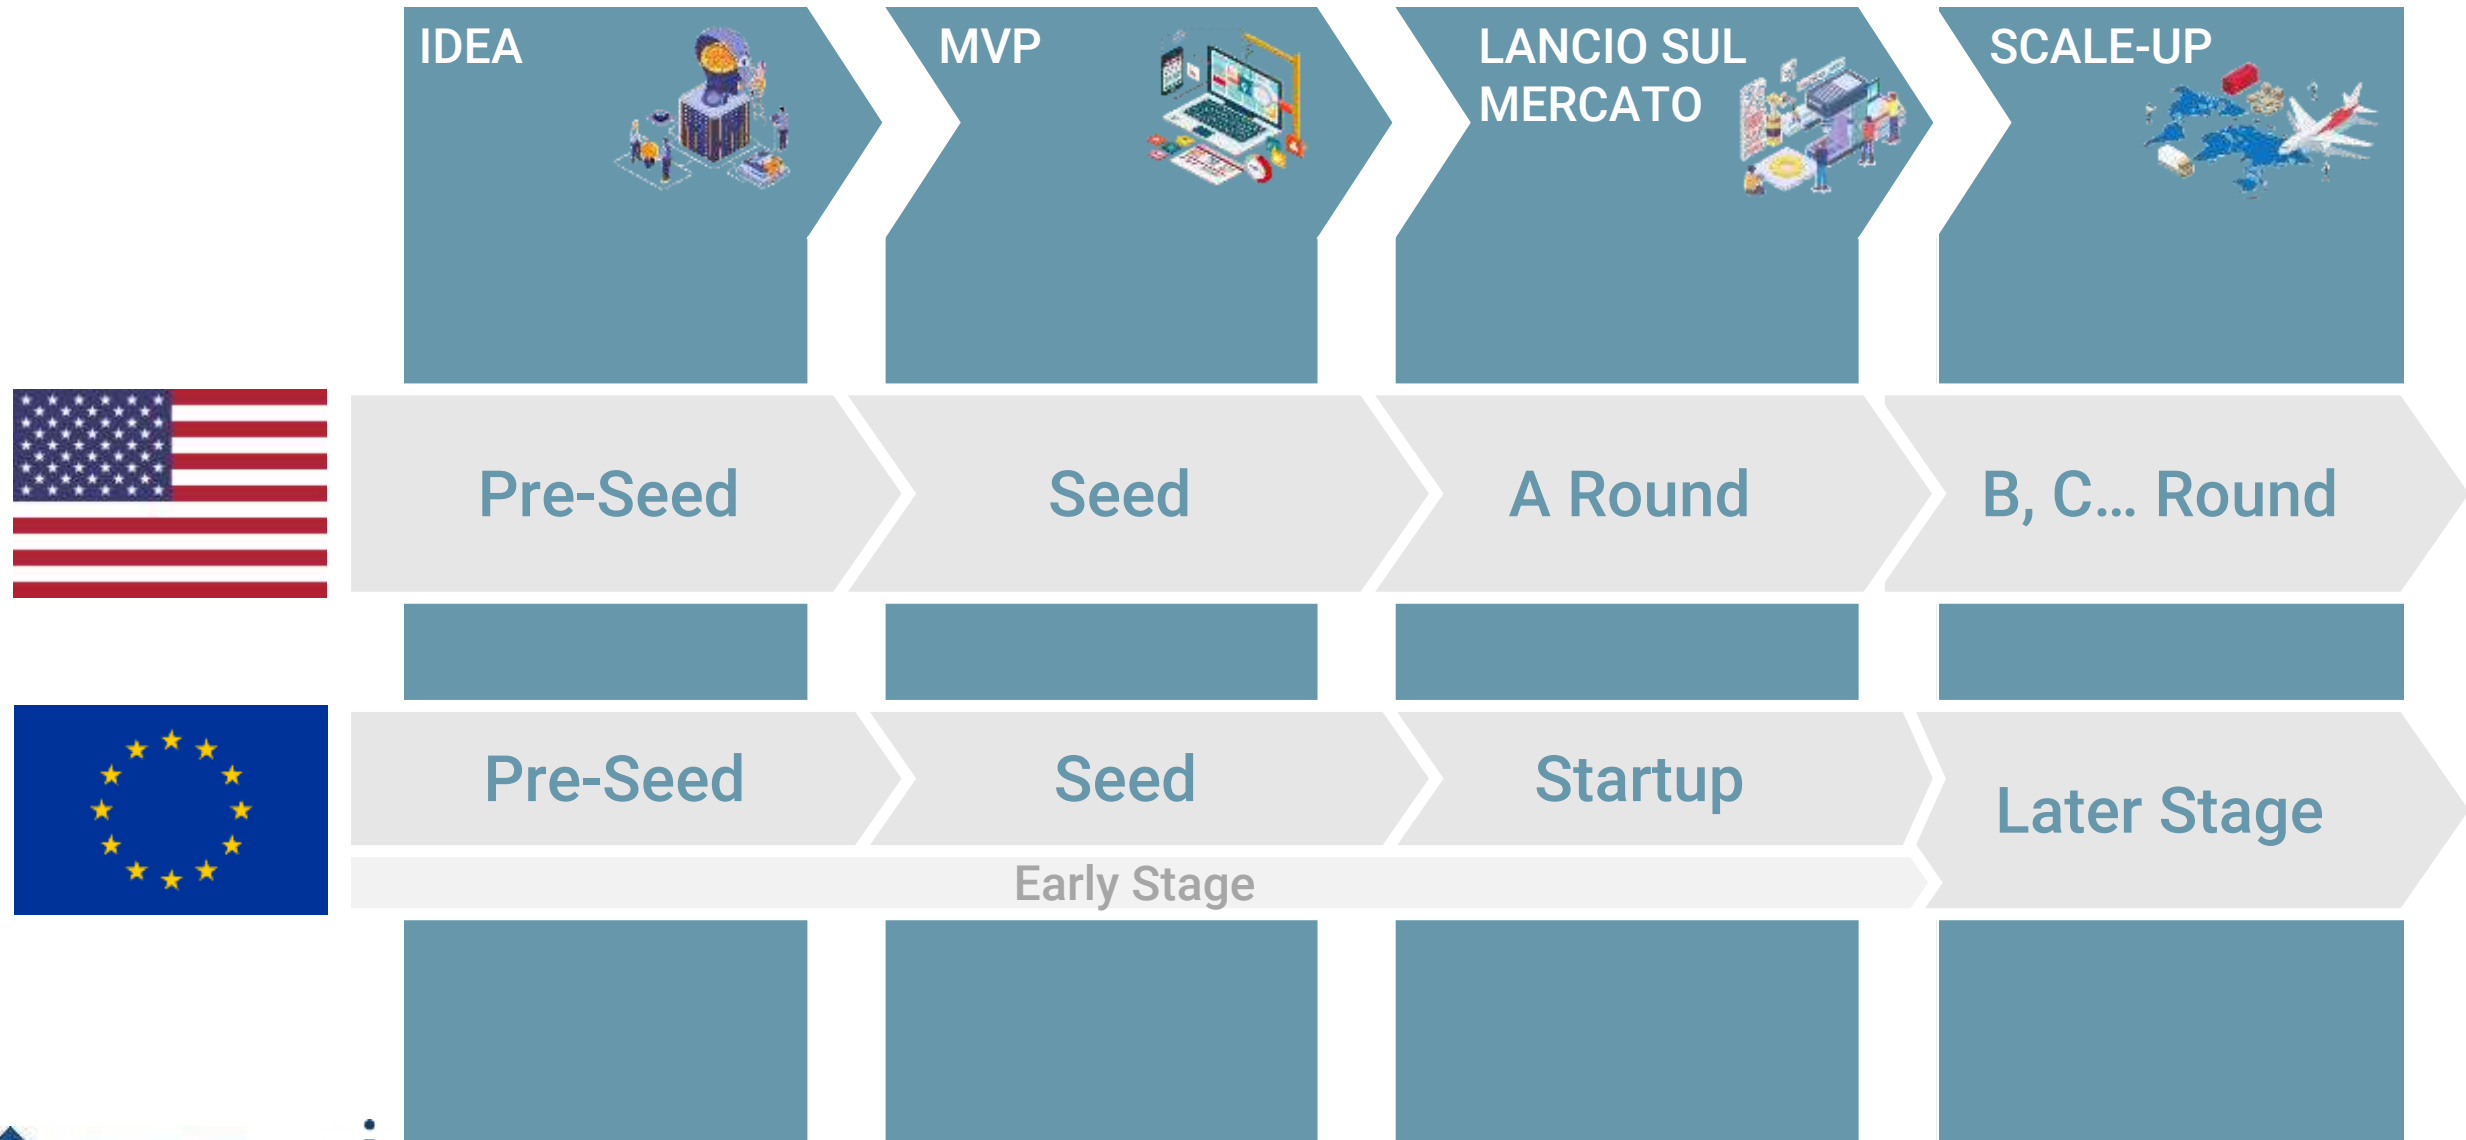 IDEA
MVP
LANCIO SUL
MERCATO
SCALE-UP
Pre-Seed
Seed
A Round
B, C... Round
Pre-Seed
Seed
Startup
Later Stage
Early Stage